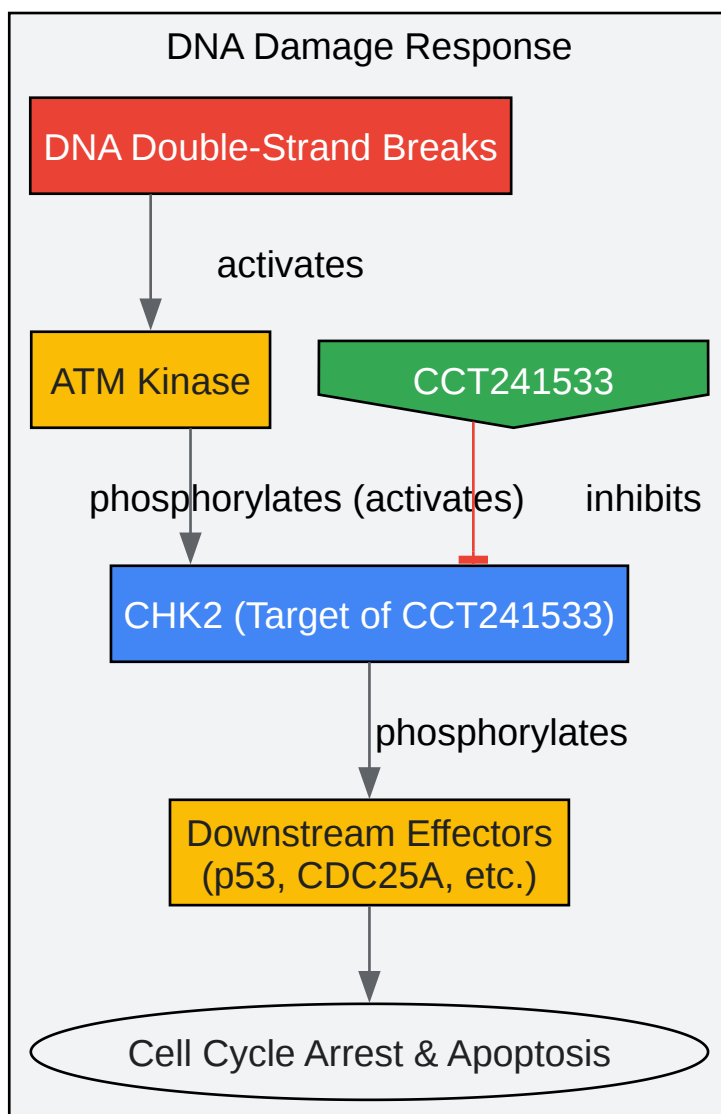 DNA Damage Response
DNA Double-Strand Breaks
activates
ATM Kinase
CCT241533
phosphorylates (activates)
inhibits
CHK2 (Target of CCT241533)
phosphorylates
Downstream Effectors
(p53, CDC25A, etc.)
Cell Cycle Arrest & Apoptosis